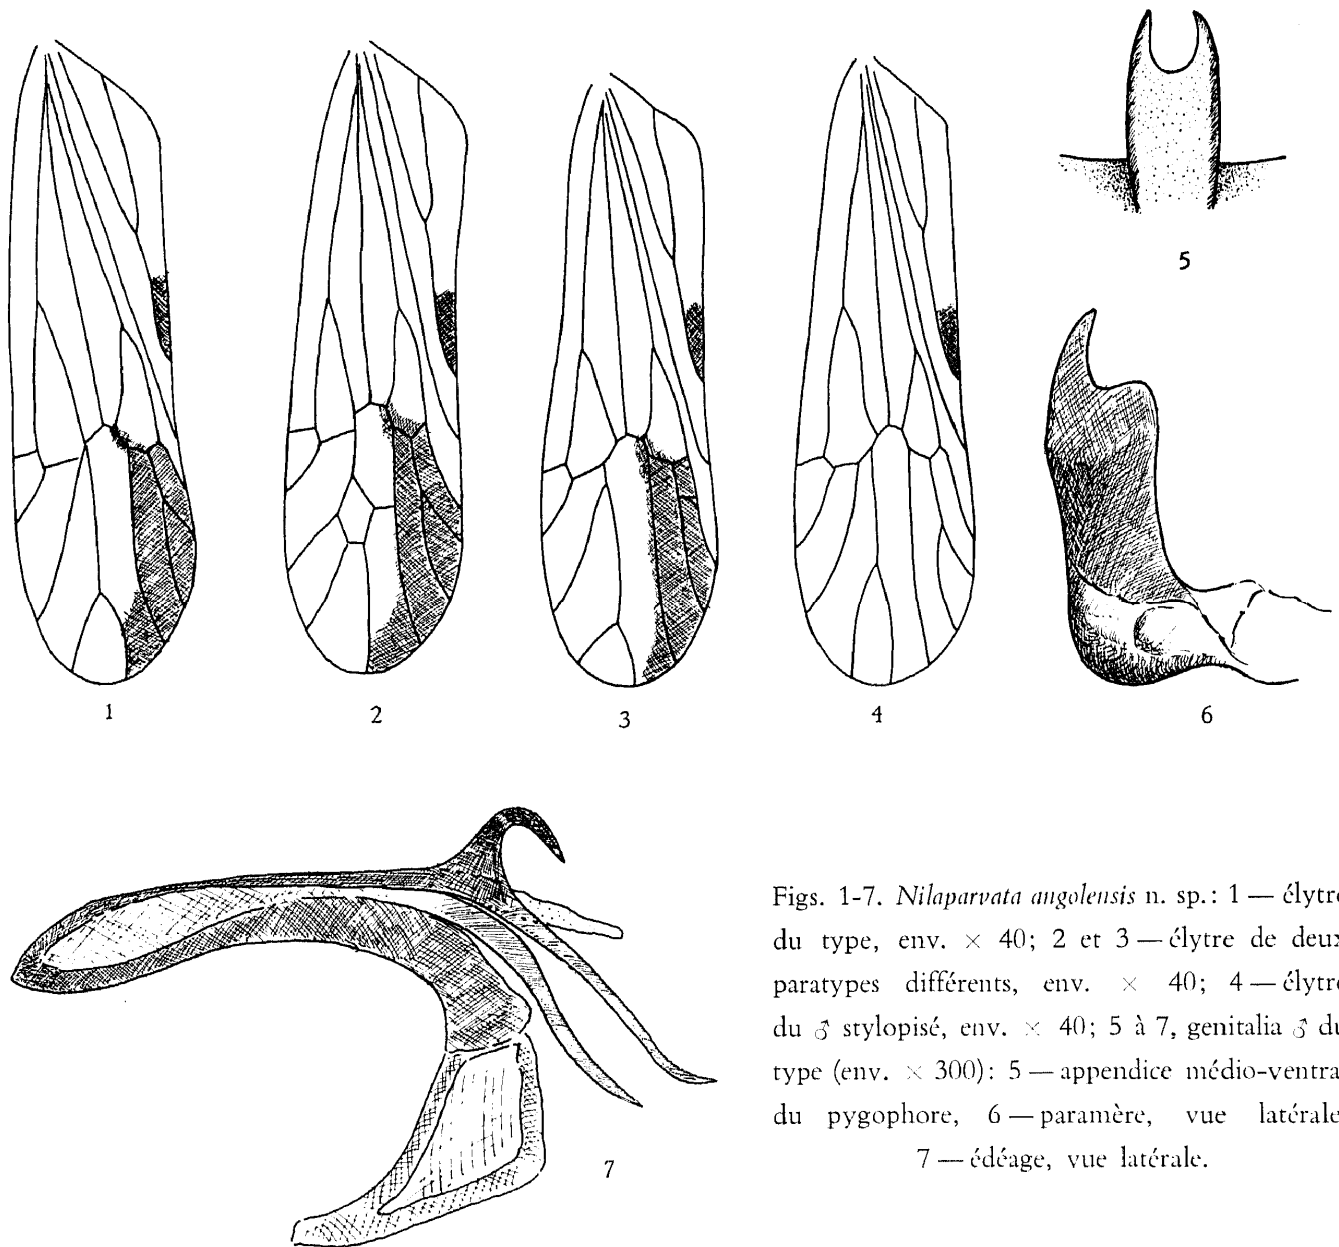 5
1
2
3
4
6
7
Figs. 1-7. Nilaparvata angolensis n. sp.: 1 — élytre
du type, env. × 40; 2 et 3 — élytre de deux
paratypes différents, env. × 40; 4 — élytre
du ♂ stylopisé, env. × 40; 5 à 7, genitalia ♂ du
type (env. × 300): 5 — appendice médio-ventra
du pygophore, 6 — paramère, vue latérale
7 — édéage, vue latérale.